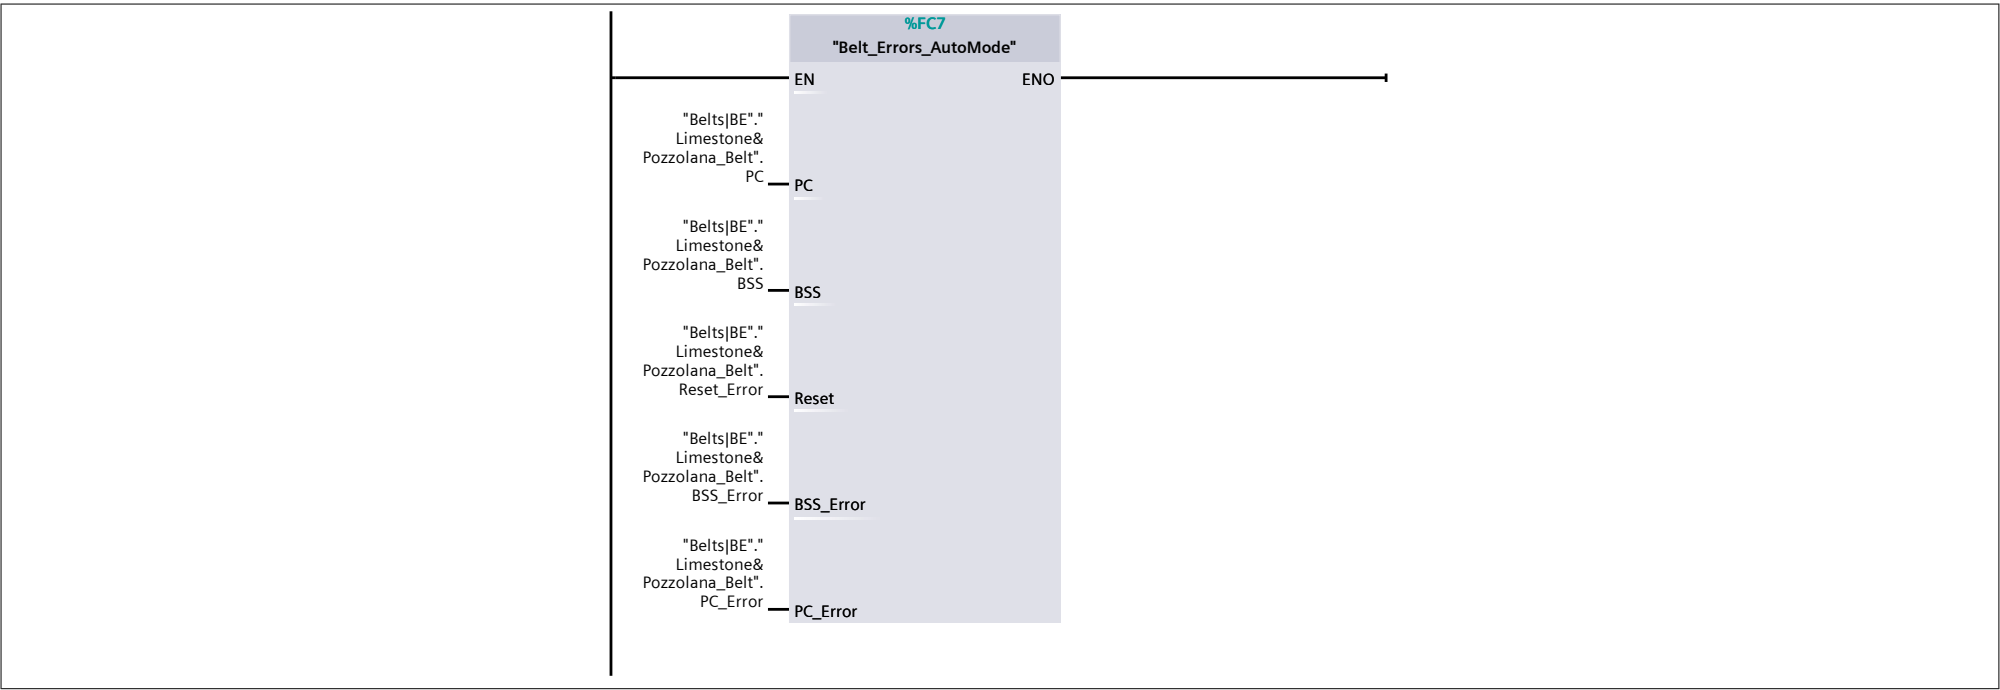 %FC7
"Belt_Errors_AutoMode"
EN
ENO
"Belts|BE"."
Limestone&
Pozzolana_Belt".
PC
PC
"Belts|BE"."
Limestone&
Pozzolana_Belt".
BSS
BSS
"Belts|BE"."
Limestone&
Pozzolana_Belt".
Reset_Error
Reset
"Belts|BE"."
Limestone&
Pozzolana_Belt".
BSS_Error
BSS_Error
"Belts|BE"."
Limestone&
Pozzolana_Belt".
PC_Error
PC_Error